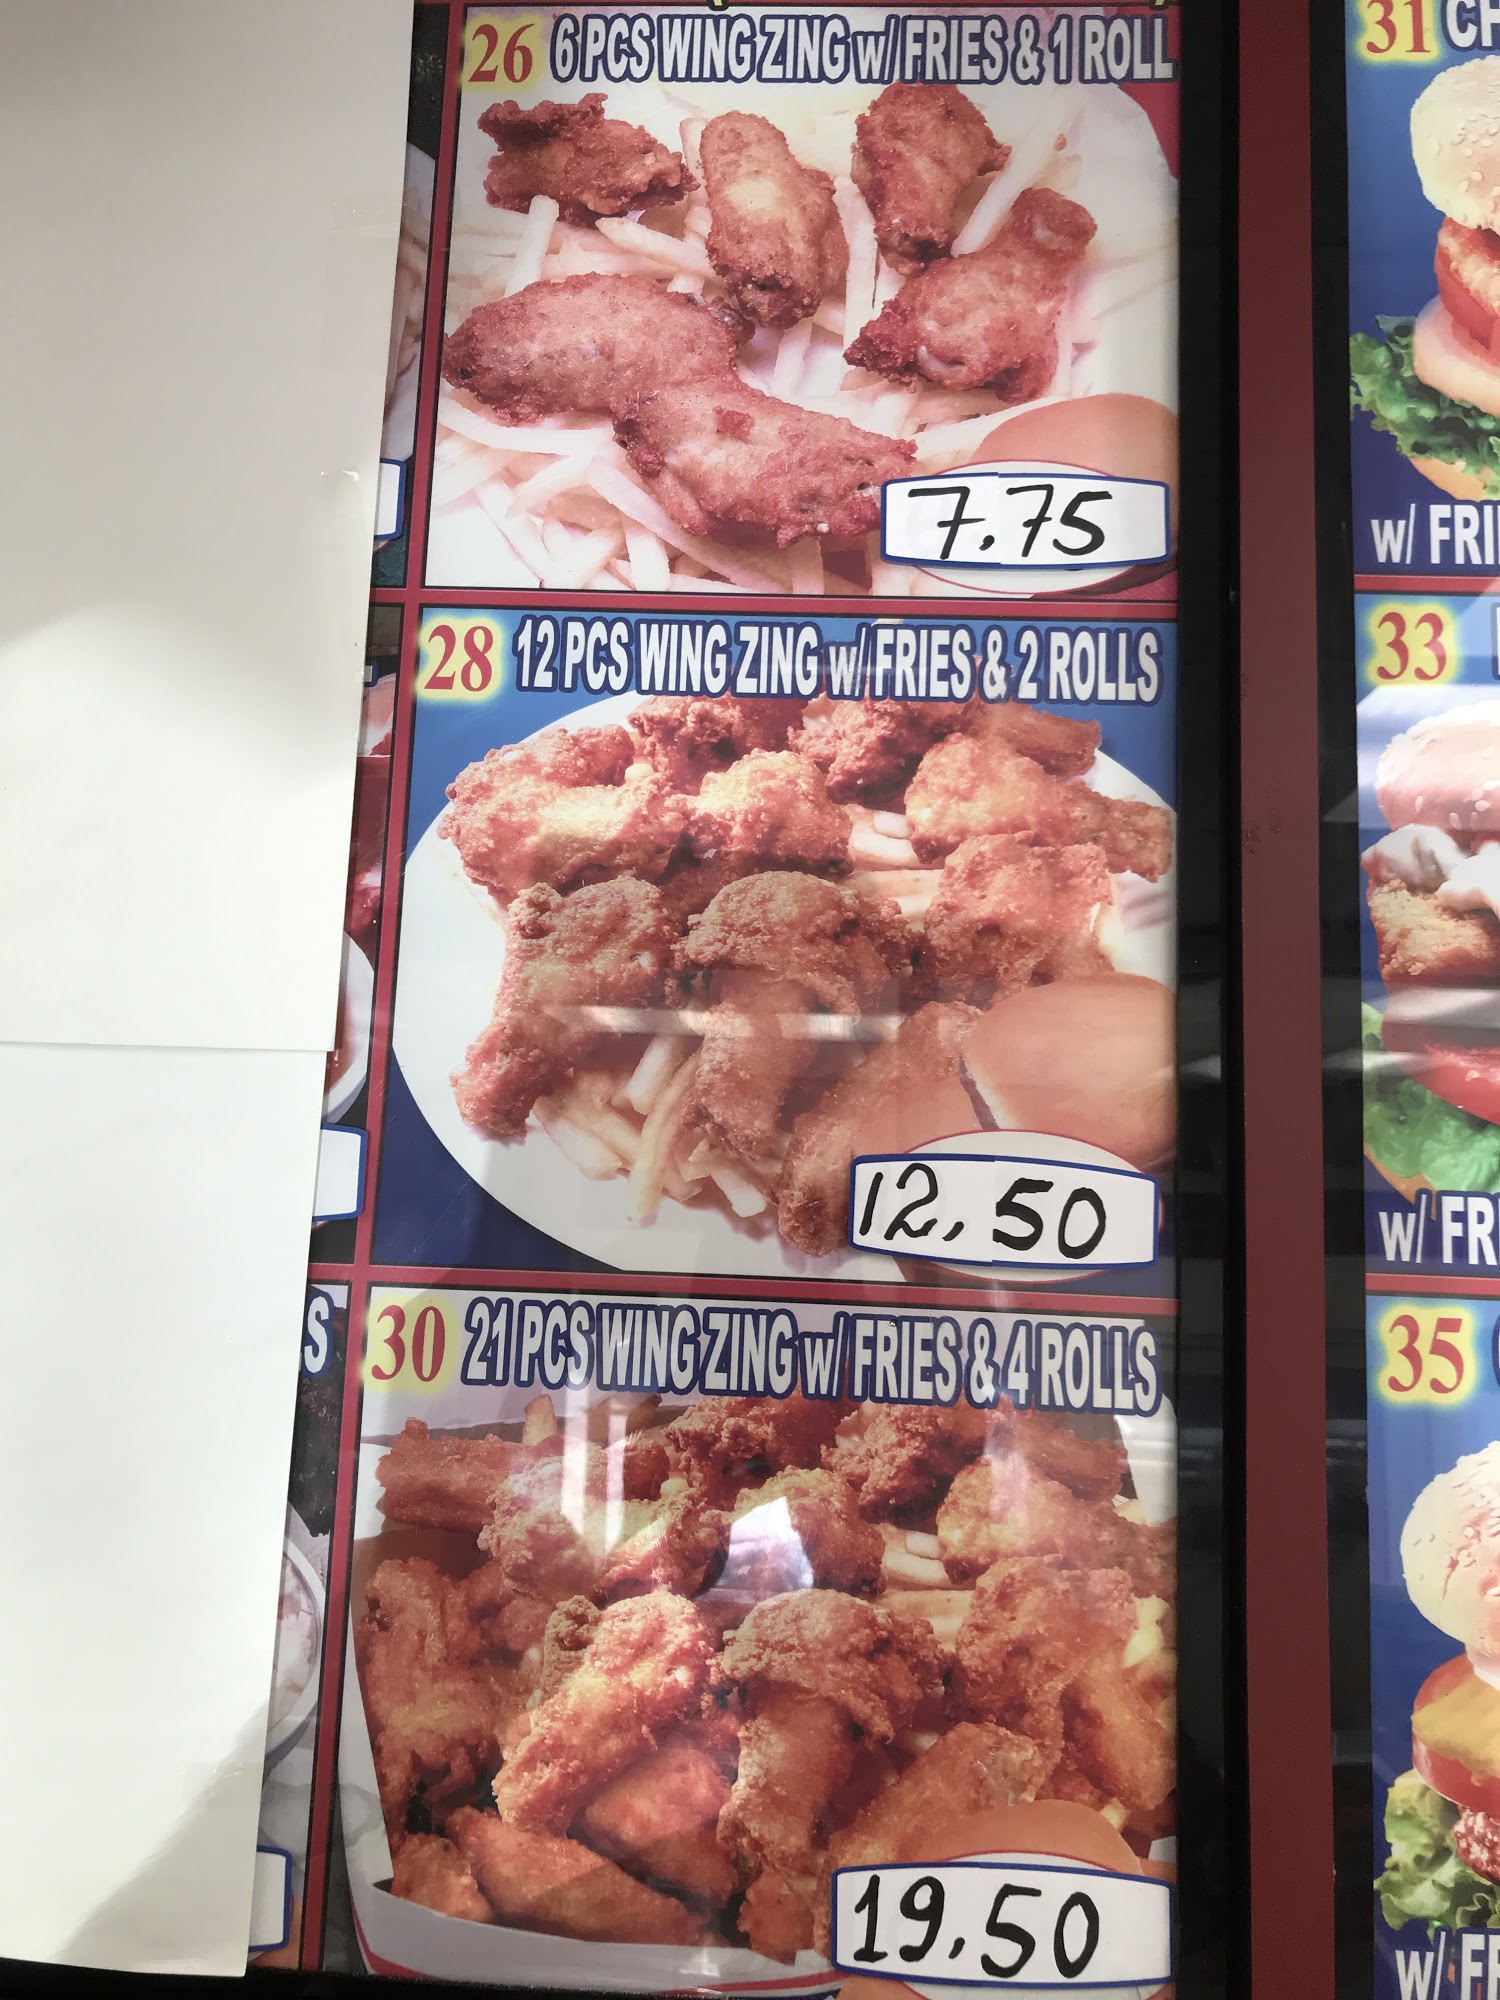 26 6 PCS WING ZING w/ FRIES & 1 ROLL
7.75
28 12 PCS WING ZING w/ FRIES & 2 ROLLS
12.50
30 21 PCS WING ZING w/ FRIES & 4 ROLLS
19.50
S
31 CH
w/ FRI
33
w/ FR
35
w/ FR